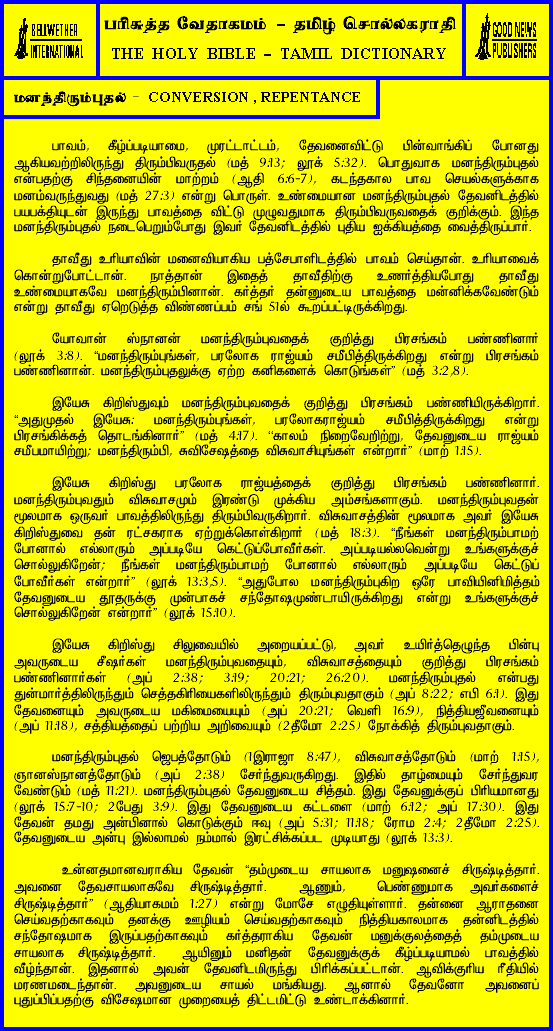 BELLWETHER
INTERNATIONAL
பரிசுத்த வேதாகமம் – தமிழ் சொல்லகராதி
THE HOLY BIBLE – TAMIL DICTIONARY
GOOD NEWS
PUBLISHERS
மனந்திரும்புதல் – CONVERSION , REPENTANCE
பாவம், கீழ்ப்படியாமை, முரட்டாட்டம், தேவனைவிட்டு பின்வாங்கிப் போனது
ஆகியவற்றிலிருந்து திரும்பிவருதல் (மத் 9:13; லூக் 5:32). பொதுவாக மனந்திரும்புதல்
என்பதற்கு சிந்தனையின் மாற்றம் (ஆதி 6:6-7), கடந்தகால பாவ செயல்களுக்காக
மனம்வருந்துவது (மத் 27:3) என்று பொருள். உண்மையான மனந்திரும்புதல் தேவனிடத்தில்
பயபக்தியுடன் இருந்து பாவத்தை விட்டு முழுவதுமாக திரும்பிவருவதைக் குறிக்கும். இந்த
மனந்திரும்புதல் நடைபெறும்போது இவர் தேவனிடத்தில் புதிய ஐக்கியத்தை வைத்திருப்பார்.
தாவீது உரியாவின் மனைவியாகிய பத்சேபாளிடத்தில் பாவம் செய்தான். உரியாவைக்
கொன்றுபோட்டான். நாத்தான் இதைத் தாவீதிற்கு உணர்த்தியபோது தாவீது
உண்மையாகவே மனந்திரும்பினான். கர்த்தர் தன்னுடைய பாவத்தை மன்னிக்கவேண்டும்
என்று தாவீது ஏறெடுத்த விண்ணப்பம் சங் 51ல் கூறப்பட்டிருக்கிறது.
யோவான் ஸ்நானன் மனந்திரும்புவதைக் குறித்து பிரசங்கம் பண்ணினார்
(லூக் 3:8). “மனந்திரும்புங்கள், பரலோக ராஜ்யம் சமீபித்திருக்கிறது என்று பிரசங்கம்
பண்ணினான். மனந்திரும்புதலுக்கு ஏற்ற கனிகளைக் கொடுங்கள்” (மத் 3:2,8).
இயேசு கிறிஸ்துவும் மனந்திரும்புவதைக் குறித்து பிரசங்கம் பண்ணியிருக்கிறார்.
“அதுமுதல் இயேசு: மனந்திரும்புங்கள், பரலோகராஜ்யம் சமீபித்திருக்கிறது என்று
பிரசங்கிக்கத் தொடங்கினார்” (மத் 4:17). “காலம் நிறைவேறிற்று, தேவனுடைய ராஜ்யம்
சமீபமாயிற்று; மனந்திரும்பி, சுவிசேஷத்தை விசுவாசியுங்கள் என்றார்” (மாற் 1:15).
இயேசு கிறிஸ்து பரலோக ராஜ்யத்தைக் குறித்து பிரசங்கம் பண்ணினார்.
மனந்திரும்புவதும் விசுவாசமும் இரண்டு முக்கிய அம்சங்களாகும். மனந்திரும்புவதன்
மூலமாக ஒருவர் பாவத்திலிருந்து திரும்பிவருகிறார். விசுவாசத்தின் மூலமாக அவர் இயேசு
கிறிஸ்துவை தன் ரட்சகராக ஏற்றுக்கொள்கிறார் (மத் 18:3). “நீங்கள் மனந்திரும்பாமற்
போனால் எல்லாரும் அப்படியே கெட்டுப்போவீர்கள். அப்படியல்லவென்று உங்களுக்குச்
சொல்லுகிறேன்; நீங்கள் மனந்திரும்பாமற் போனால் எல்லாரும் அப்படியே கெட்டுப்
போவீர்கள் என்றார்” (லூக் 13:3,5). “அதுபோல மனந்திரும்புகிற ஒரே பாவியினிமித்தம்
தேவனுடைய தூதருக்கு முன்பாகச் சந்தோஷமுண்டாயிருக்கிறது என்று உங்களுக்குச்
சொல்லுகிறேன் என்றார்” (லூக் 15:10).
இயேசு கிறிஸ்து சிலுவையில் அறையப்பட்டு, அவர் உயிர்த்தெழுந்த பின்பு
அவருடைய சீஷர்கள் மனந்திரும்புவதையும், விசுவாசத்தையும் குறித்து பிரசங்கம்
பண்ணினார்கள் (அப் 2:38; 3:19; 20:21; 26:20). மனந்திரும்புதல் என்பது
துன்மார்த்திலிருந்தும் செத்தகிரியைகளிலிருந்தும் திரும்புவதாகும் (அப் 8:22; எபி 6:1). இது
தேவனையும் அவருடைய மகிமையையும் (அப் 20:21; வெளி 16:9), நித்தியஜீவனையும்
(அப் 11:18), சத்தியத்தைப் பற்றிய அறிவையும் (2தீமோ 2:25) நோக்கித் திரும்புவதாகும்.
மனந்திரும்புதல் ஜெபத்தோடும் (1இராஜா 8:47), விசுவாசத்தோடும் (மாற் 1:15),
ஞானஸ்நானத்தோடும் (அப் 2:38) சேர்ந்துவருகிறது. இதில் தாழ்மையும் சேர்ந்துவர
வேண்டும் (மத் 11:21). மனந்திரும்புதல் தேவனுடைய சித்தம். இது தேவனுக்குப் பிரியமானது
(லூக் 15:7-10; 2பேது 3:9). இது தேவனுடைய கட்டளை (மாற் 6:12; அப் 17:30). இது
தேவன் தமது அன்பினால் கொடுக்கும் ஈவு (அப் 5:31; 11:18; ரோம 2:4; 2தீமோ 2:25).
தேவனுடைய அன்பு இல்லாமல் நம்மால் இரட்சிக்கப்பட முடியாது (லூக் 13:3).
உன்னதமானவராகிய தேவன் “தம்முடைய சாயலாக மனுஷனைச் சிருஷ்டித்தார்.
அவனை தேவசாயலாகவே சிருஷ்டித்தார். ஆணும், பெண்ணுமாக அவர்களைச்
சிருஷ்டித்தார்” (ஆதியாகமம் 1:27) என்று மோசே எழுதியுள்ளார். தன்னை ஆராதனை
செய்வதற்காகவும் தனக்கு ஊழியம் செய்வதற்காகவும் நித்தியகாலமாக தன்னிடத்தில்
சந்தோஷமாக இருப்பதற்காகவும் கர்த்தராகிய தேவன் மனுக்குலத்தைத் தம்முடைய
சாயலாக சிருஷ்டித்தார். ஆயினும் மனிதன் தேவனுக்குக் கீழ்ப்படியாமல் பாவத்தில்
வீழ்ந்தான். இதனால் அவன் தேவனிடமிருந்து பிரிக்கப்பட்டான். ஆவிக்குரிய ரீதியில்
மரணமடைந்தான். அவனுடைய சாயல் மங்கியது. ஆனால் தேவனோ அவனைப்
புதுப்பிப்பதற்கு விசேஷமான முறையைத் திட்டமிட்டு உண்டாக்கினார்.